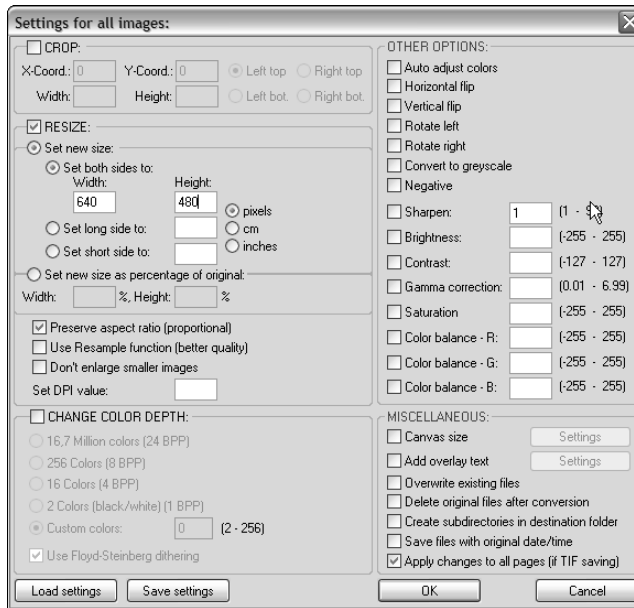 Settings for all images:
CROP:
X-Coord.: 0 Y-Coord.: 0 Left top Right top
Width: Height: Left bot. Right bot.
RESIZE:
Set new size:
Set both sides to:
Width: Height:
640 480
pixels
Set long side to: cm
Set short side to: inches
Set new size as percentage of original:
Width: %, Height: %
Preserve aspect ratio (proportional)
Use Resample function (better quality)
Don't enlarge smaller images
Set DPI value:
CHANGE COLOR DEPTH:
16,7 Million colors (24 BPP)
256 Colors (8 BPP)
16 Colors (4 BPP)
2 Colors (black/white) (1 BPP)
Custom colors: 0 (2 - 256)
Use Floyd-Steinberg dithering
Load settings Save settings
OTHER OPTIONS:
Auto adjust colors
Horizontal flip
Vertical flip
Rotate left
Rotate right
Convert to greyscale
Negative
Sharpen: 1 (1 -
Brightness: (-255 - 255)
Contrast: (-127 - 127)
Gamma correction: (0.01 - 6.99)
Saturation (-255 - 255)
Color balance - R: (-255 - 255)
Color balance - G: (-255 - 255)
Color balance - B: (-255 - 255)
MISCELLANEOUS:
Canvas size Settings
Add overlay text Settings
Overwrite existing files
Delete original files after conversion
Create subdirectories in destination folder
Save files with original date/time
Apply changes to all pages (if TIF saving)
OK Cancel